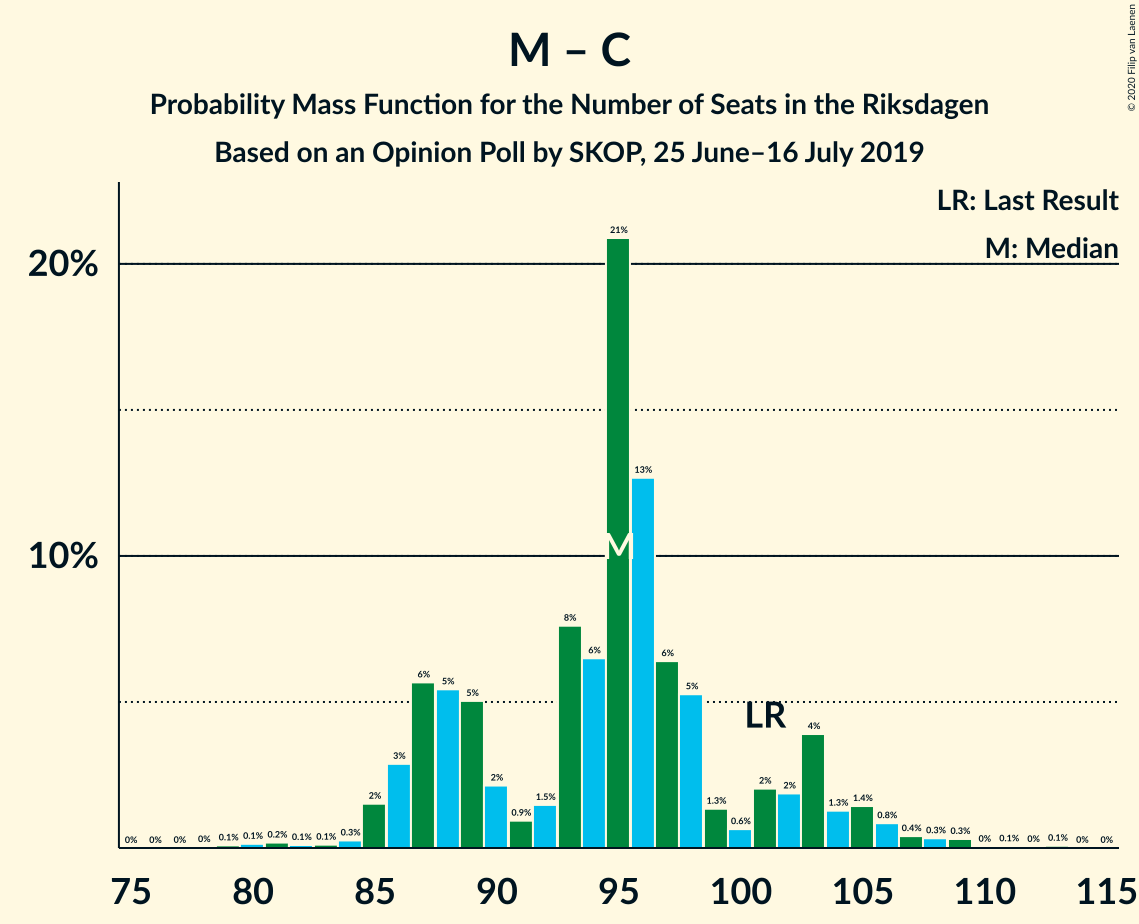 M – C
Probability Mass Function for the Number of Seats in the Riksdagen
Based on an Opinion Poll by SKOP, 25 June–16 July 2019
© 2020 Filip van Laenen
LR: Last Result
M: Median
20%
10%
0% 0% 0% 0% 0.1% 0.1% 0.2% 0.1% 0.1% 0.3% 2% 3% 6% 5% 5% 2% 0.9% 1.5% 8% 6% 21% 13% 6% 5% 1.3% 0.6% 2% 2% 4% 1.3% 1.4% 0.8% 0.4% 0.3% 0.3% 0% 0.1% 0% 0.1% 0% 0%
M
LR
75 80 85 90 95 100 105 110 115